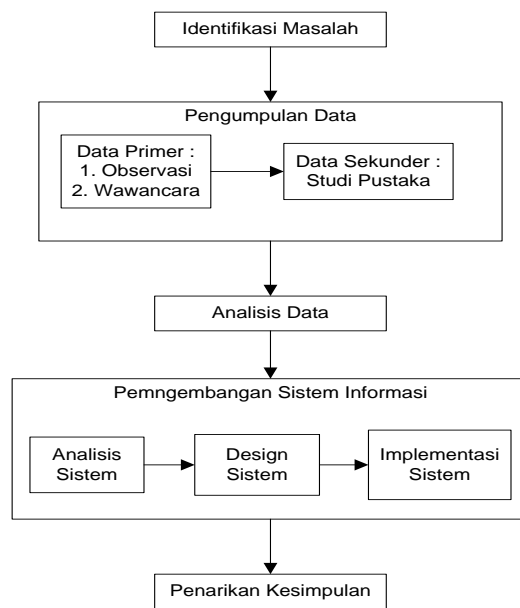 Identifikasi Masalah
Pengumpulan Data
Data Primer :
1. Observasi
2. Wawancara
Data Sekunder :
Studi Pustaka
Analisis Data
Pemngembangan Sistem Informasi
Analisis
Sistem
Design
Sistem
Implementasi
Sistem
Penarikan Kesimpulan